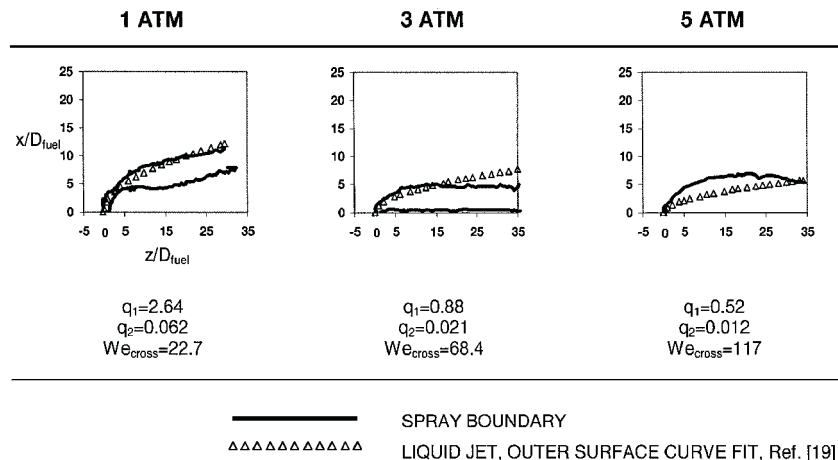 1 ATM 3 ATM 5 ATM
25 25 25
20 20 20
15 15 15
x/D_fuel 10 10 10
5 5 5
0 0 0
-5 0 5 15 25 35 -5 0 5 15 25 35 -5 0 5 15 25 35
z/D_fuel
q₁=2.64 q₁=0.88 q₁=0.52
q₂=0.062 q₂=0.021 q₂=0.012
We_cross=22.7 We_cross=68.4 We_cross=117
SPRAY BOUNDARY
LIQUID JET, OUTER SURFACE CURVE FIT, Ref. [19]